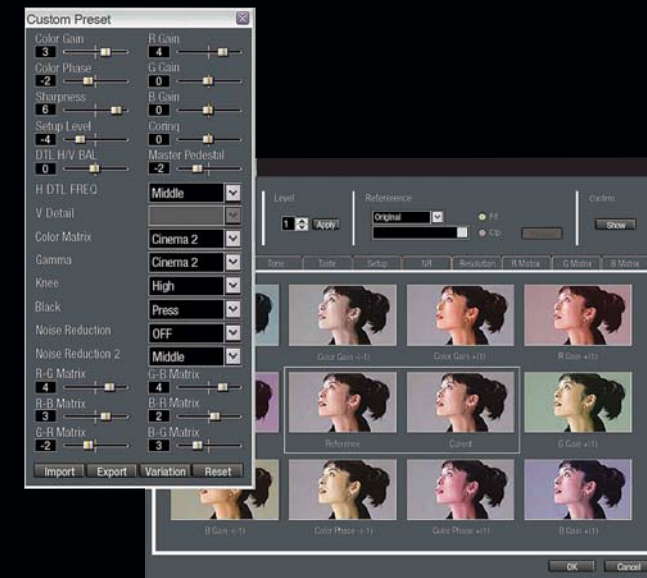 Custom Preset
Color Gain R Gain
3 4
Color Phase G Gain
-2 0
Sharpness B Gain
6 0
Setup Level Coring
-4 0
DTL H/V BAL Master Pedestal
0 -2
H DTL FREQ Middle
V Detail
Color Matrix Cinema 2
Gamma Cinema 2
Knee High
Black Press
Noise Reduction OFF
Noise Reduction 2 Middle
R-G Matrix G-B Matrix
4 4
R-B Matrix B-R Matrix
3 2
G-R Matrix B-G Matrix
-2 3
Import Export Variation Reset
Level Refeterence Confirm
1 Apply Original Fit Show
Clip
Tone Taste Setup NR Resolution R Matrix G Matrix B Matrix
Color Gain -(-1) Color Gain +(1) R Gain +(1)
Reference Current G Gain +(1)
B Gain -(-1) Color Phase -(-1) Color Phase +(1) B Gain +(1)
OK Cancel